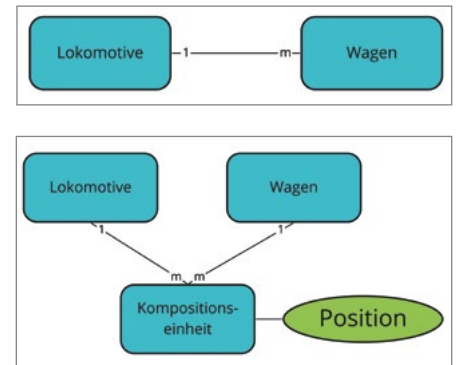 Lokomotive 1 m Wagen
Lokomotive Wagen
1 1
m m
Kompositions-
einheit
Position